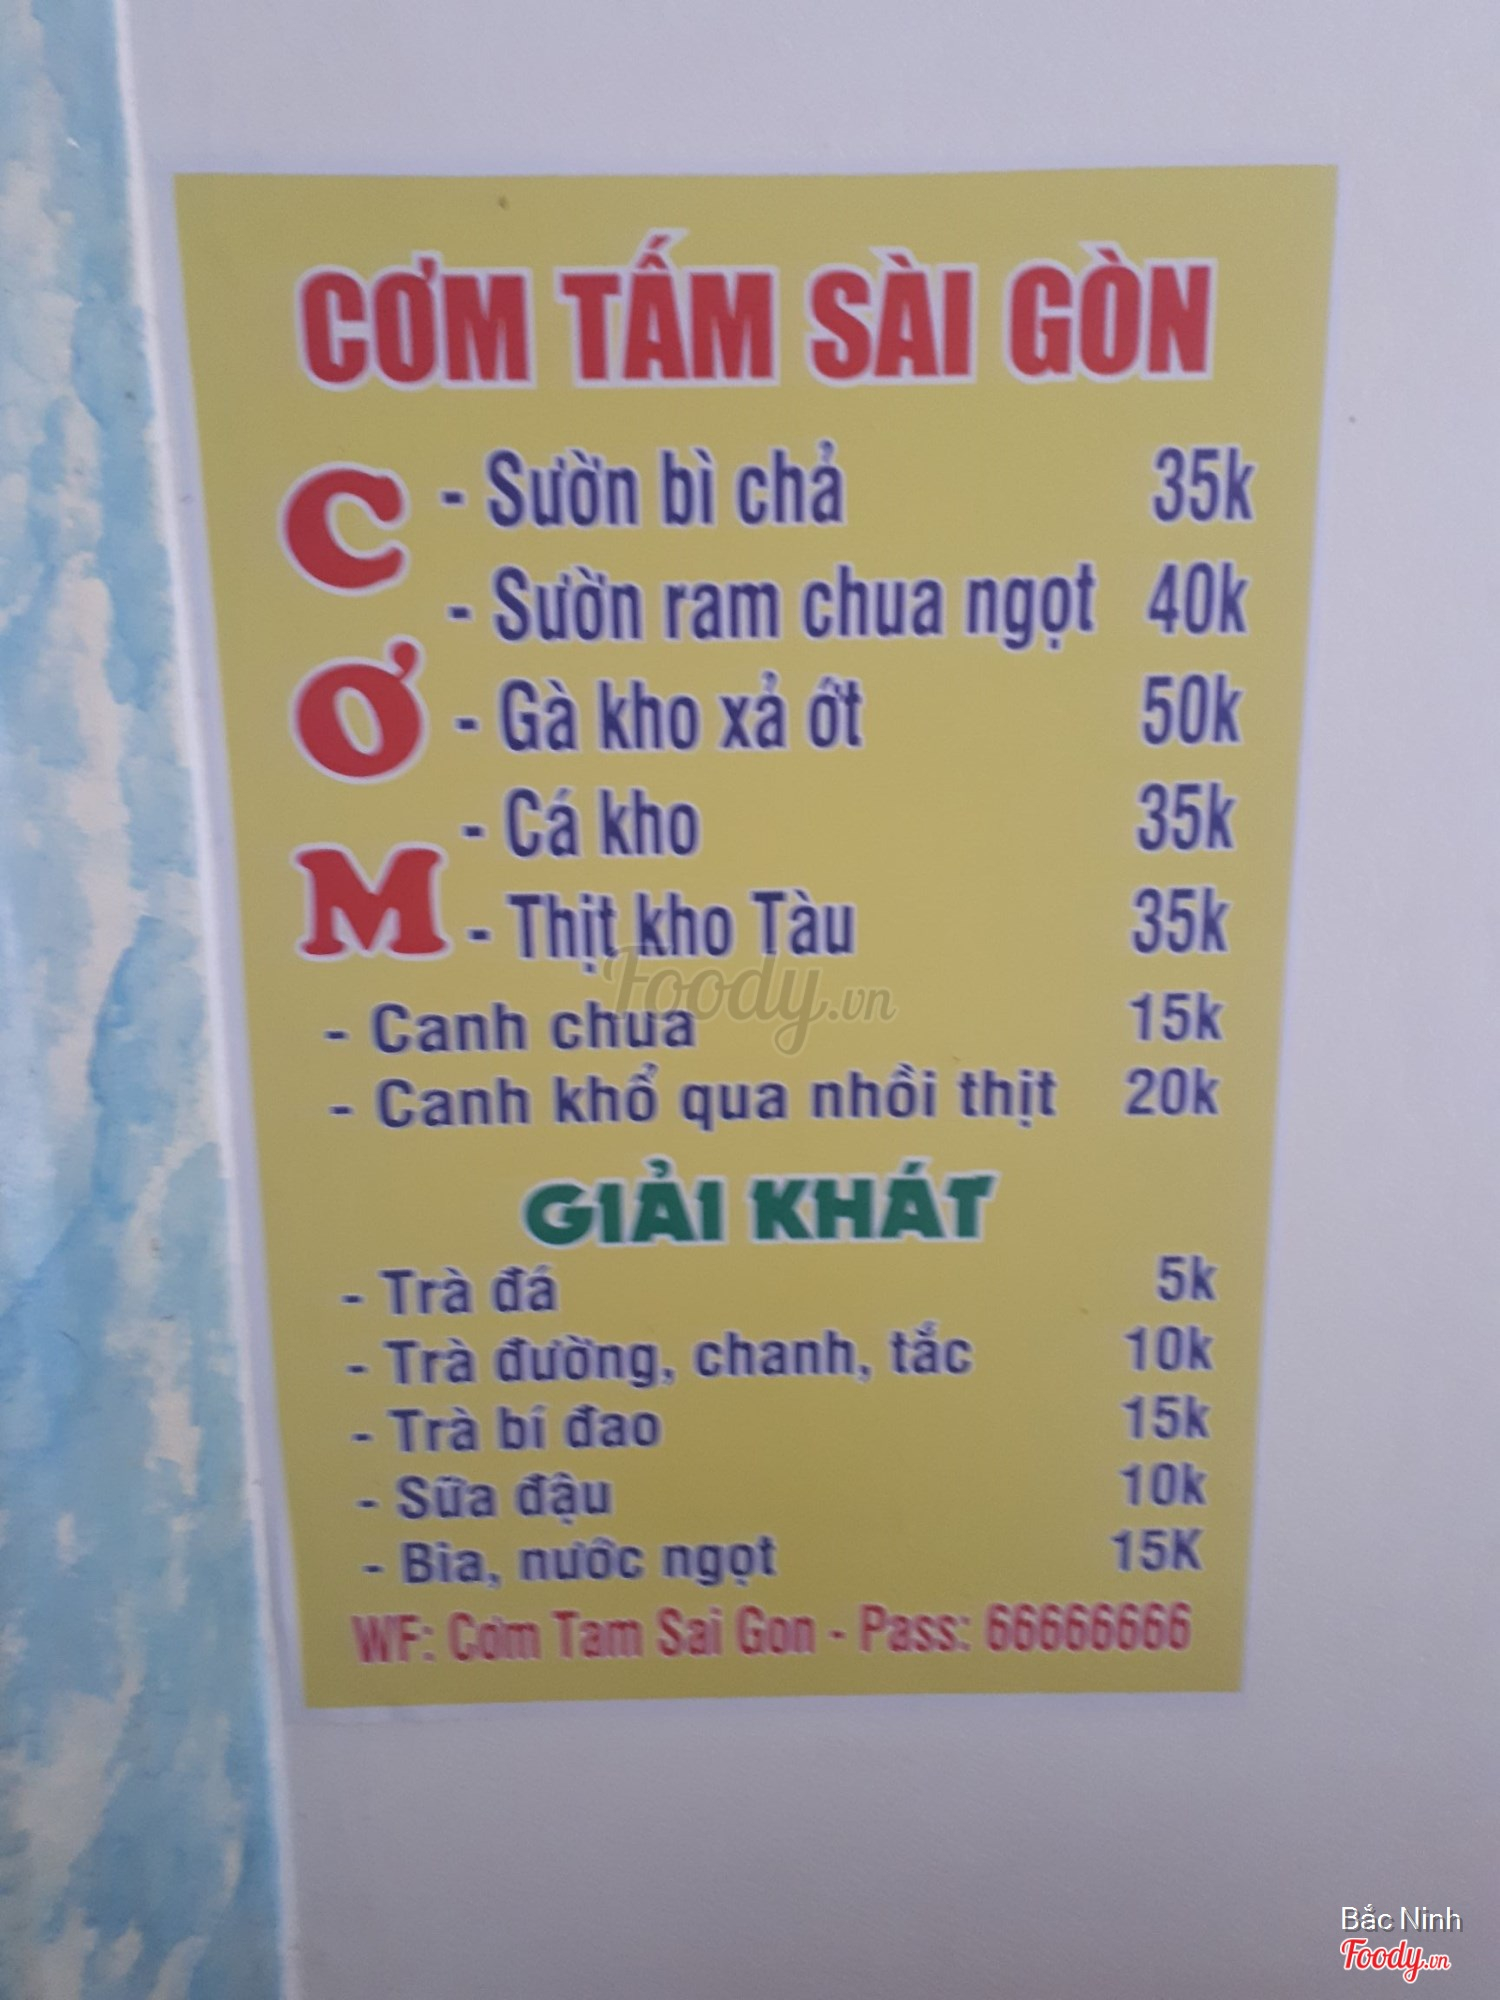 CƠM TẤM SÀI GÒN
CƠM
- Sườn bì chả 35k
- Sườn ram chua ngọt 40k
- Gà kho xả ớt 50k
- Cá kho 35k
- Thịt kho Tàu 35k
- Canh chua 15k
- Canh khổ qua nhồi thịt 20k
GIẢI KHÁT
- Trà đá 5k
- Trà đường, chanh, tắc 10k
- Trà bí đao 15k
- Sữa đậu 10k
- Bia, nước ngọt 15K
WF: Cơm Tam Sai Gon - Pass: 66666666
Foody.vn
Bắc Ninh
Foody.vn